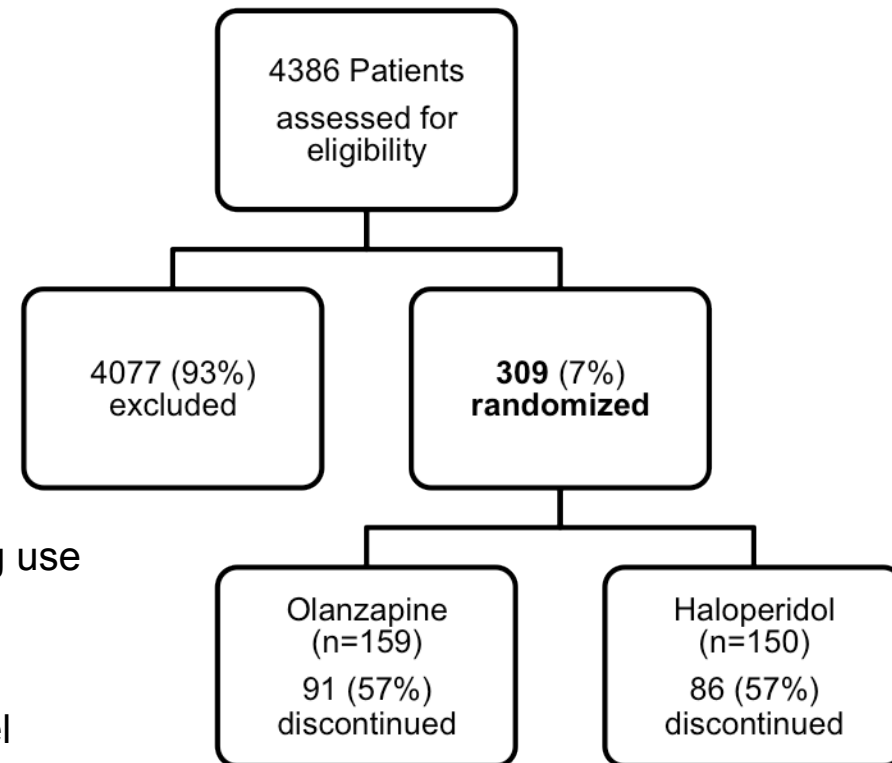 4386 Patients
assessed for
eligibility
4077 (93%)
excluded
309 (7%)
randomized
use
Olanzapine
(n=159)
91 (57%)
discontinued
Haloperidol
(n=150)
86 (57%)
discontinued